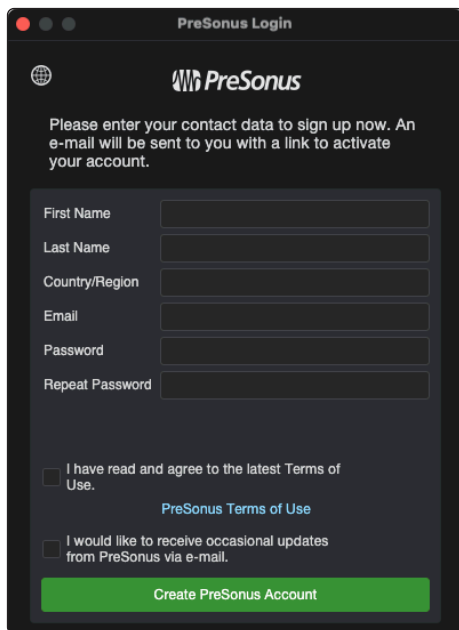 PreSonus Login
PreSonus
Please enter your contact data to sign up now. An
e-mail will be sent to you with a link to activate
your account.
First Name
Last Name
Country/Region
Email
Password
Repeat Password
I have read and agree to the latest Terms of
Use.
PreSonus Terms of Use
I would like to receive occasional updates
from PreSonus via e-mail.
Create PreSonus Account